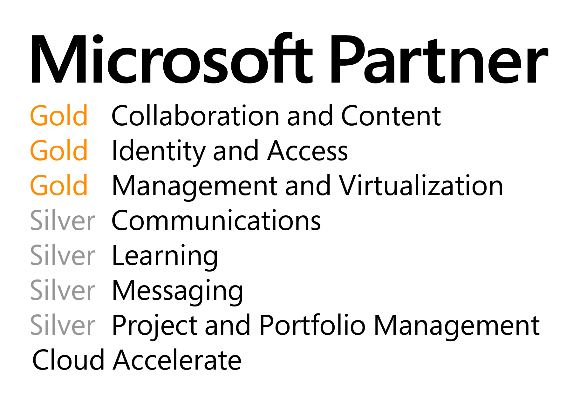 Microsoft Partner
Gold Collaboration and Content
Gold Identity and Access
Gold Management and Virtualization
Silver Communications
Silver Learning
Silver Messaging
Silver Project and Portfolio Management
Cloud Accelerate